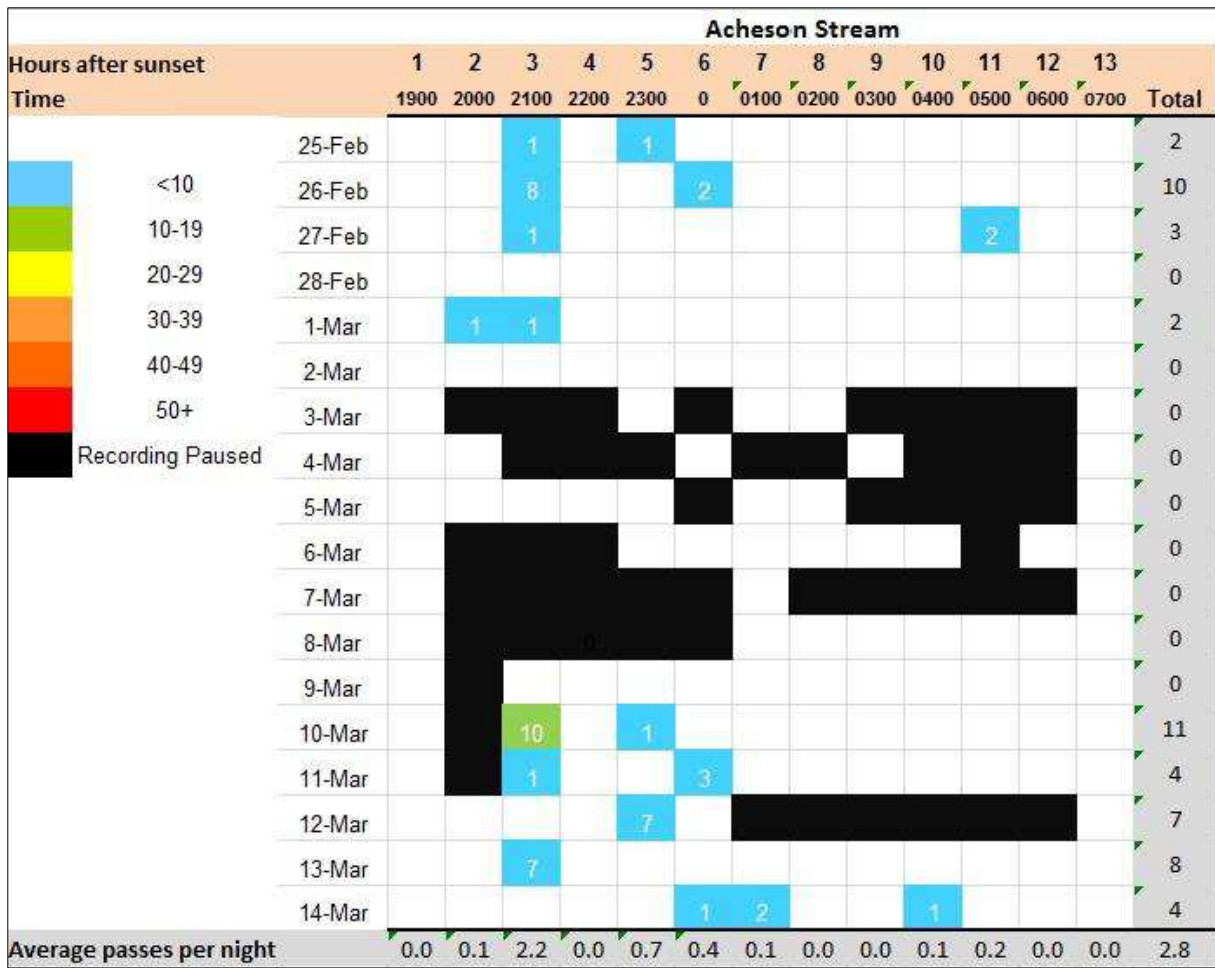 Acheson Stream
Hours after sunset 1 2 3 4 5 6 7 8 9 10 11 12 13
Time 1900 2000 2100 2200 2300 0 0100 0200 0300 0400 0500 0600 0700 Total
25-Feb 1 1 2
<10 26-Feb 8 2 10
10-19 27-Feb 1 2 3
20-29 28-Feb 0
30-39 1-Mar 1 1 2
40-49 2-Mar 0
50+ 3-Mar 0
Recording Paused 4-Mar 0
5-Mar 0
6-Mar 0
7-Mar 0
8-Mar 0 0
9-Mar 0
10-Mar 10 1 11
11-Mar 1 3 4
12-Mar 7 7
13-Mar 7 8
14-Mar 1 2 1 4
Average passes per night 0.0 0.1 2.2 0.0 0.7 0.4 0.1 0.0 0.0 0.1 0.2 0.0 0.0 2.8